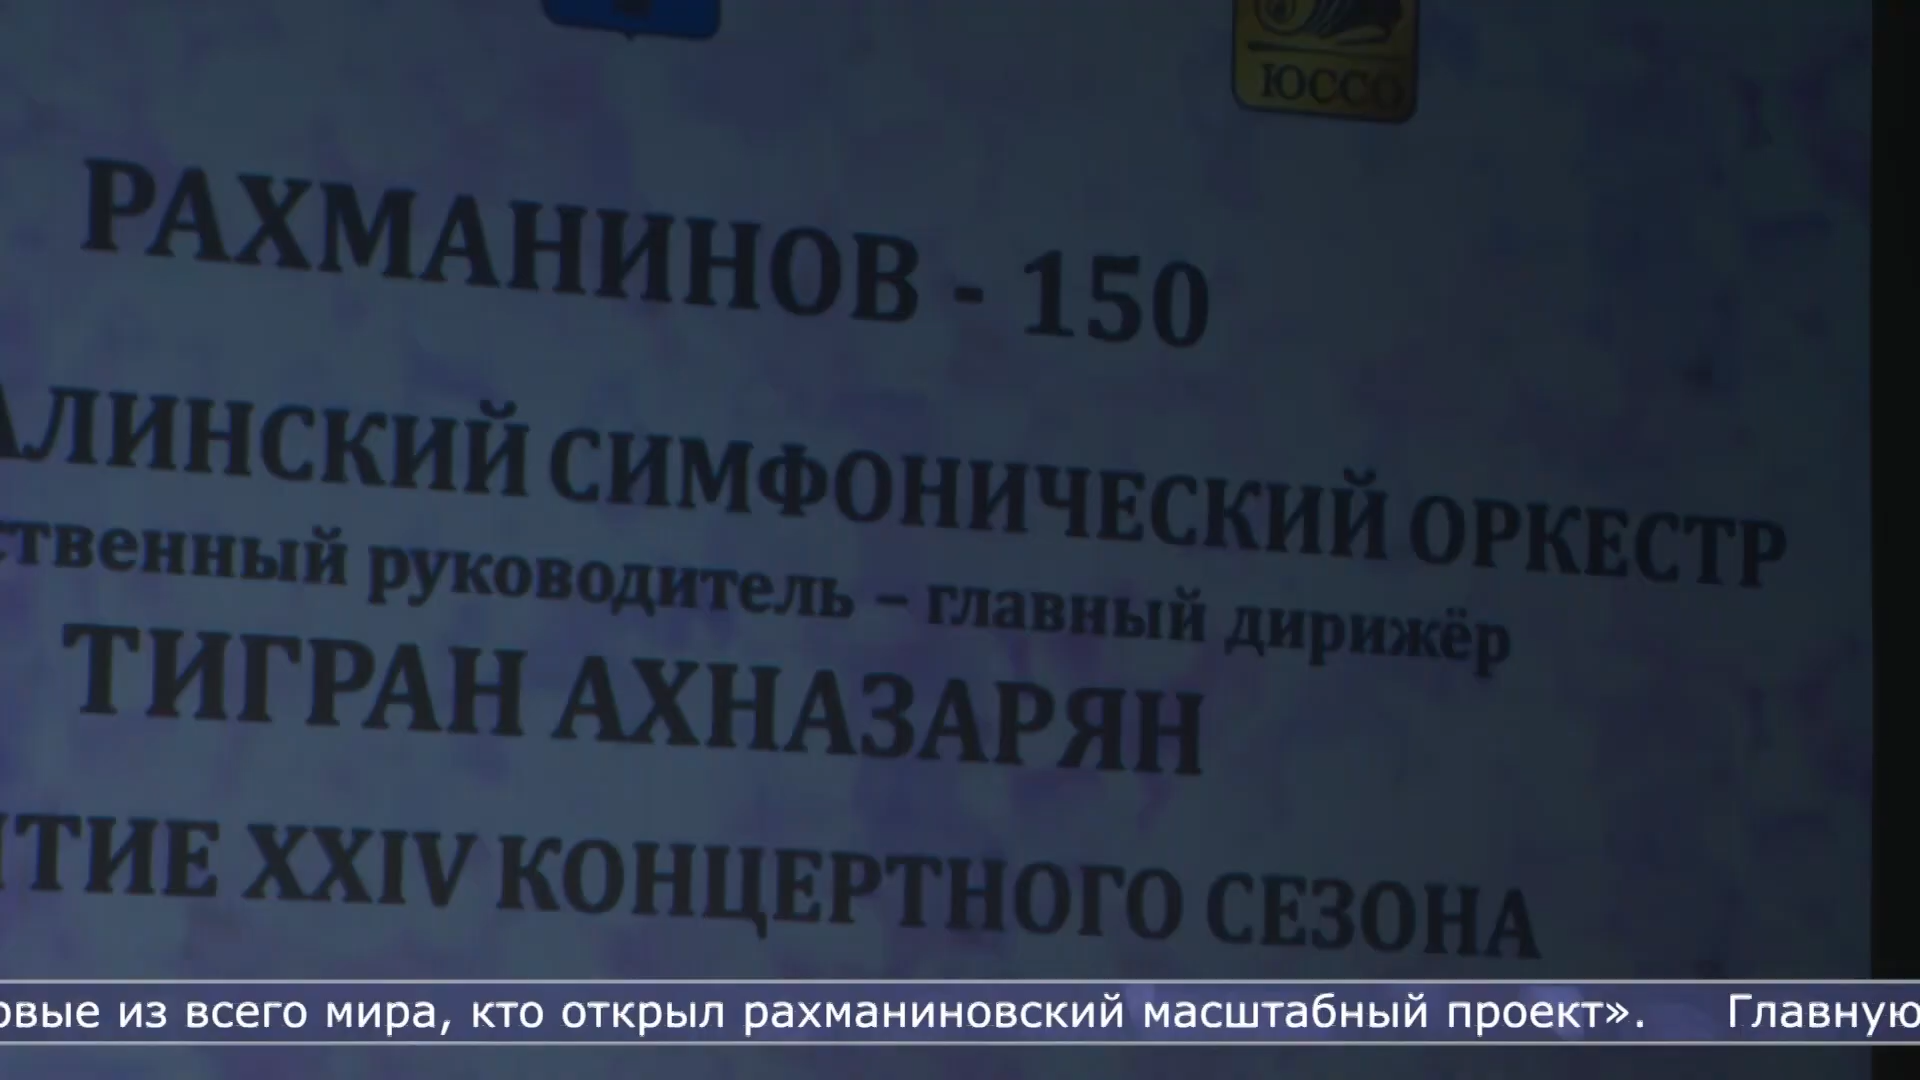 ЮССО
РАХМАНИНОВ - 150
АЛИНСКИЙ СИМФОНИЧЕСКИЙ ОРКЕСТР
ственный руководитель – главный дирижёр
ТИГРАН АХНАЗАРЯН
ТИЕ XXIV КОНЦЕРТНОГО СЕЗОНА
рвые из всего мира, кто открыл рахманиновский масштабный проект». Главную